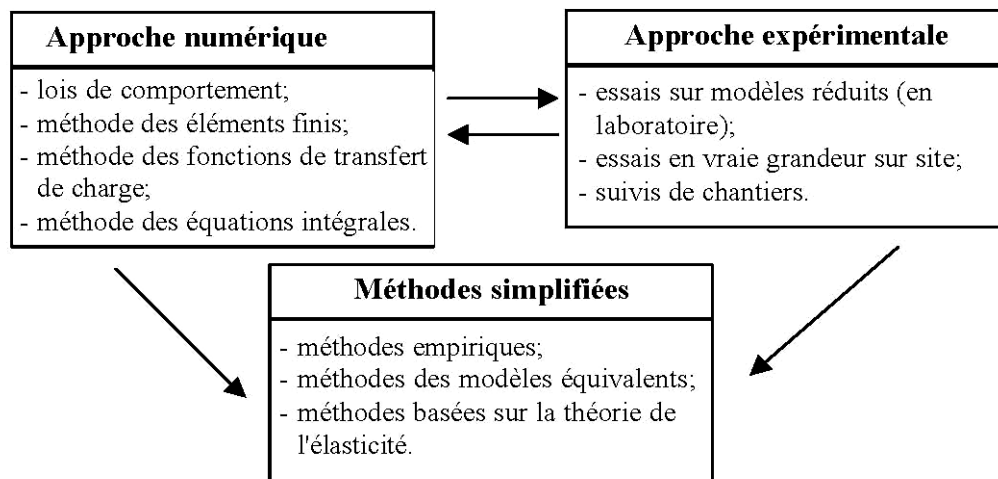 Approche numérique
- lois de comportement;
- méthode des éléments finis;
- méthode des fonctions de transfert
de charge;
- méthode des équations intégrales.
Approche expérimentale
- essais sur modèles réduits (en
laboratoire);
- essais en vraie grandeur sur site;
- suivis de chantiers.
Méthodes simplifiées
- méthodes empiriques;
- méthodes des modèles équivalents;
- méthodes basées sur la théorie de
l'élasticité.